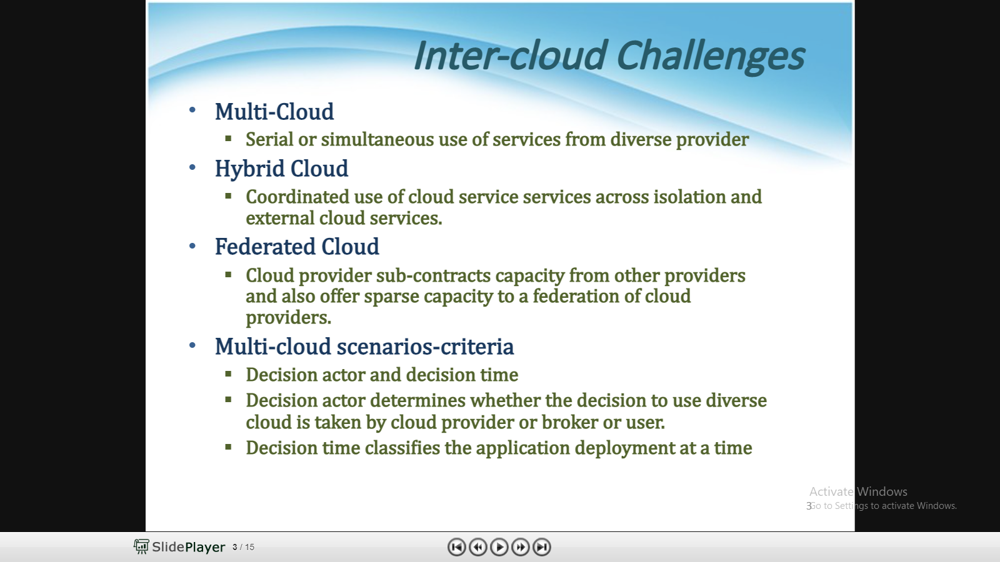 Inter-cloud Challenges
• Multi-Cloud
▪ Serial or simultaneous use of services from diverse provider
• Hybrid Cloud
▪ Coordinated use of cloud service services across isolation and
external cloud services.
• Federated Cloud
▪ Cloud provider sub-contracts capacity from other providers
and also offer sparse capacity to a federation of cloud
providers.
• Multi-cloud scenarios-criteria
▪ Decision actor and decision time
▪ Decision actor determines whether the decision to use diverse
cloud is taken by cloud provider or broker or user.
▪ Decision time classifies the application deployment at a time
Activate Windows
3
Go to Settings to activate Windows.
SlidePlayer 3 / 15